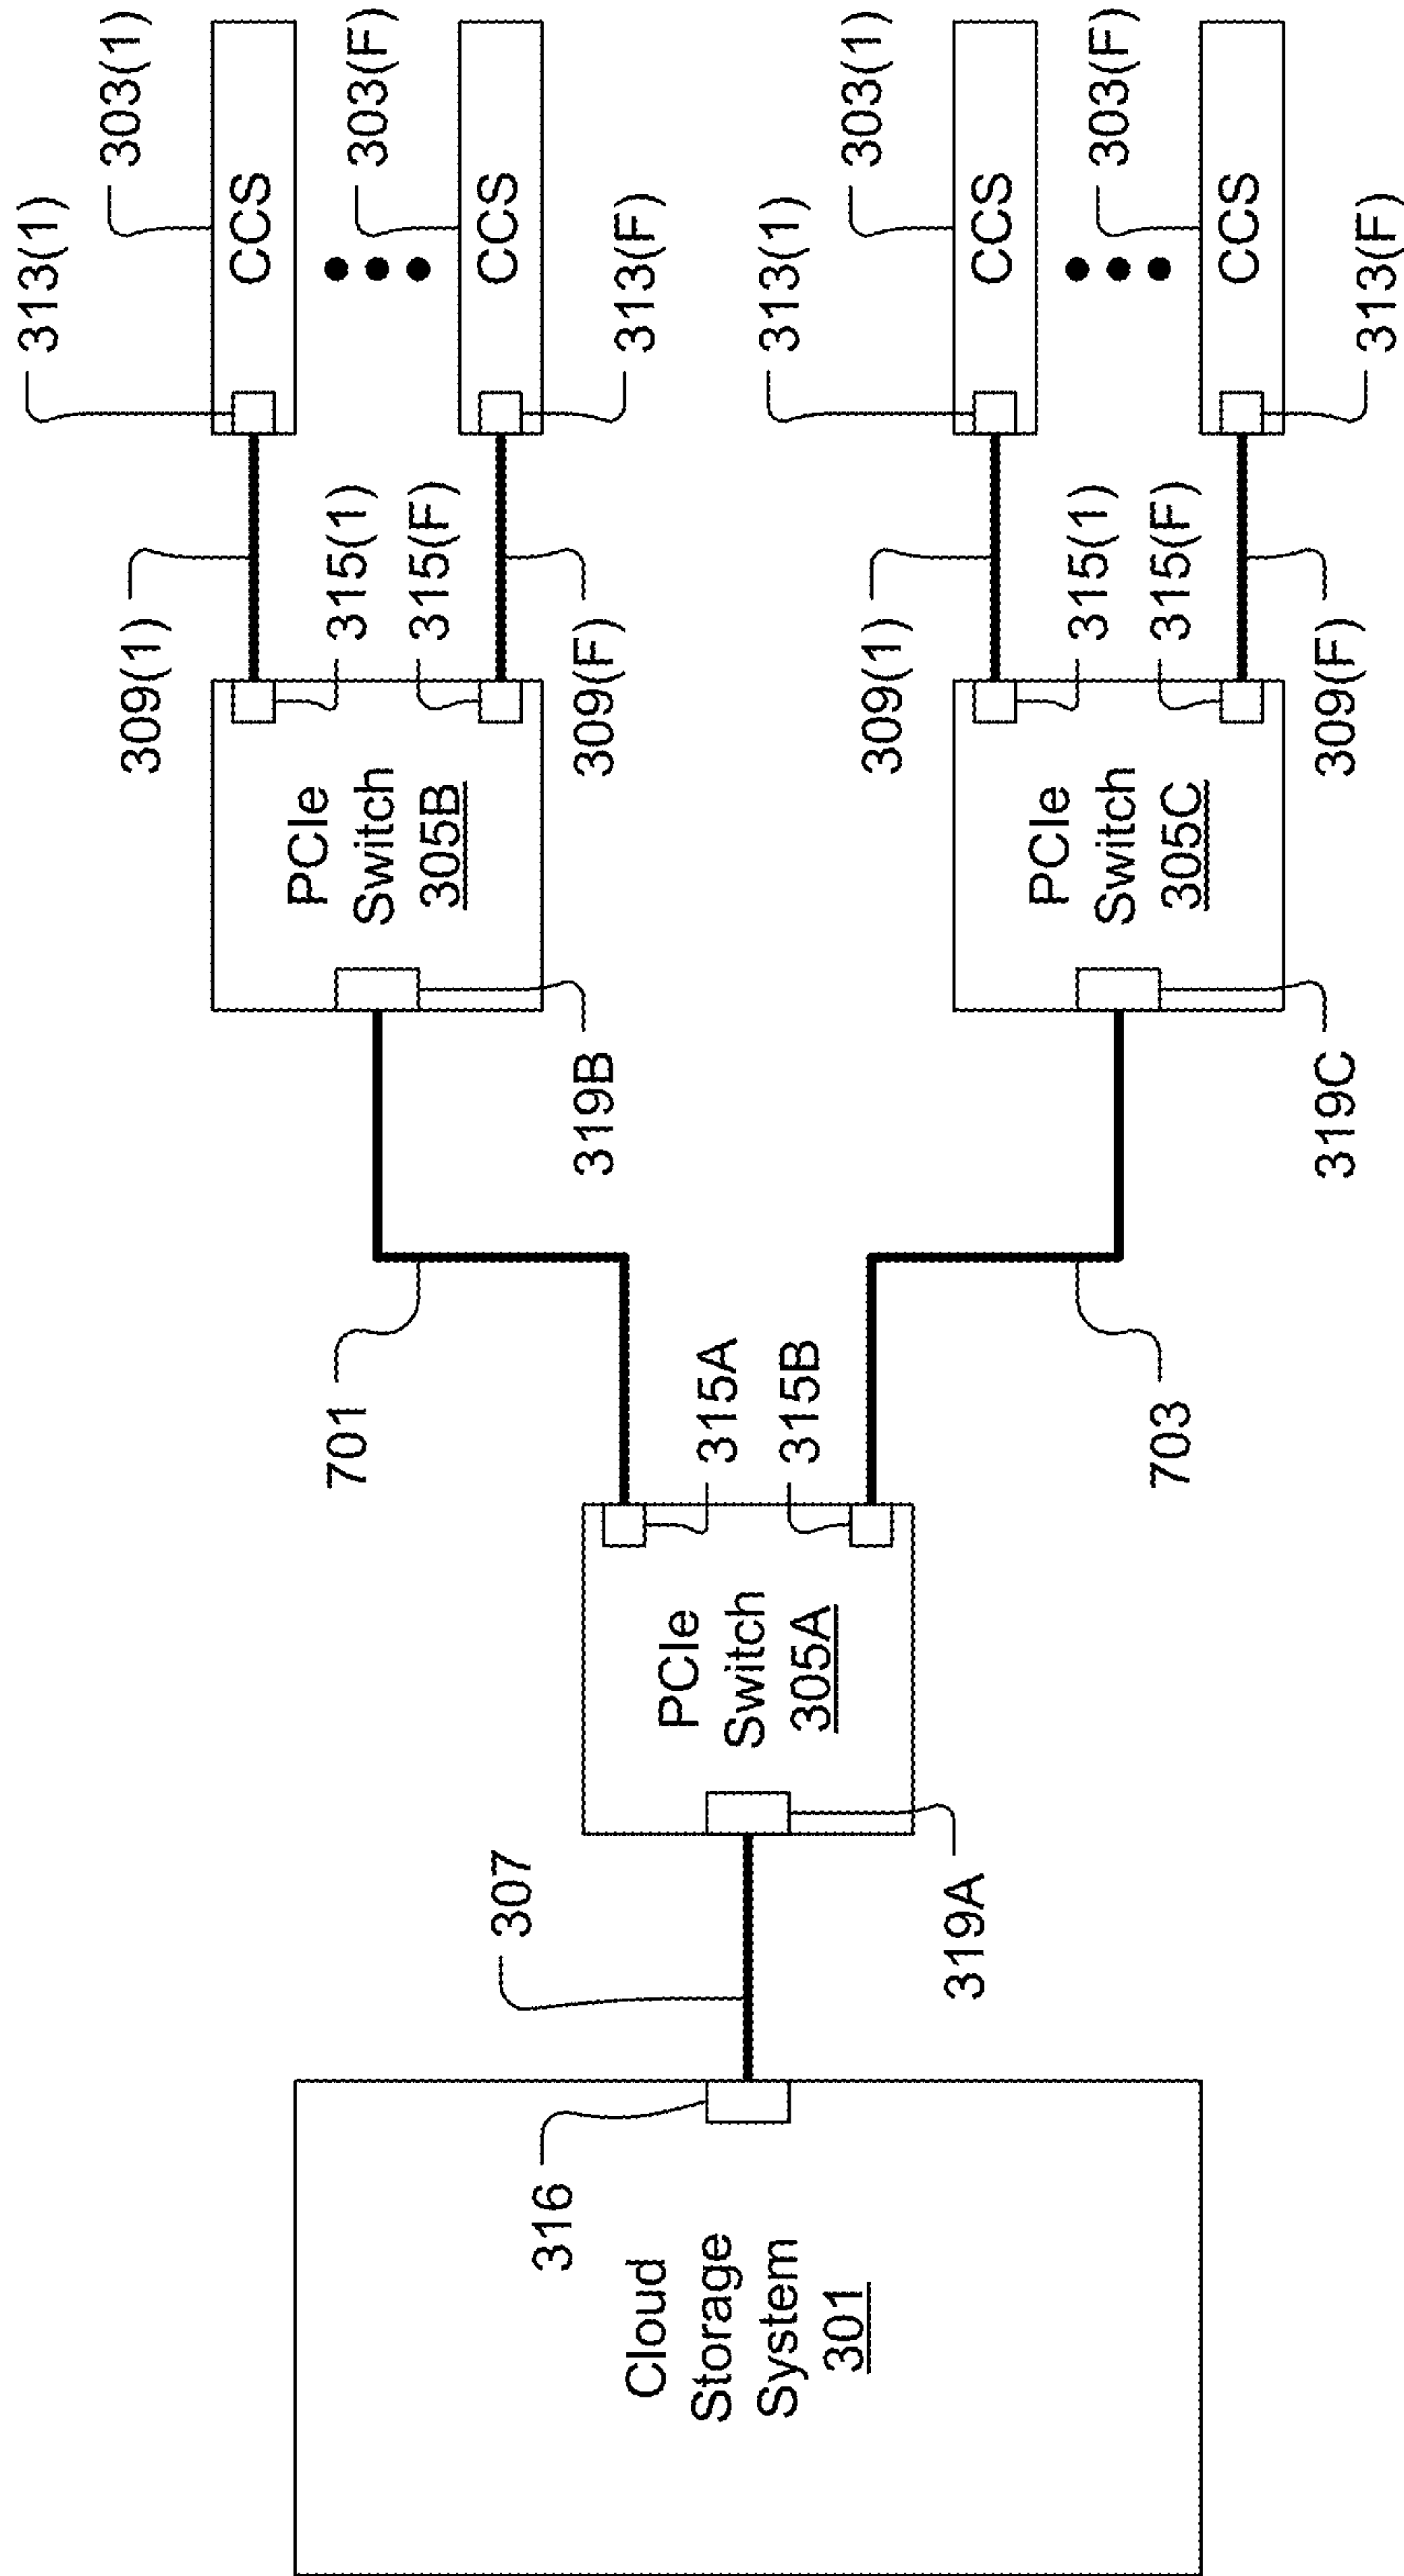 313(1)
303(1)
CCS
303(F)
CCS
313(F)
309(1)
315(1)
315(F)
309(F)
PCIe
Switch
305B
319B
701
313(1)
303(1)
CCS
303(F)
CCS
313(F)
309(1)
315(1)
315(F)
309(F)
PCIe
Switch
305C
319C
703
315A
315B
PCIe
Switch
305A
319A
307
316
Cloud
Storage
System
301